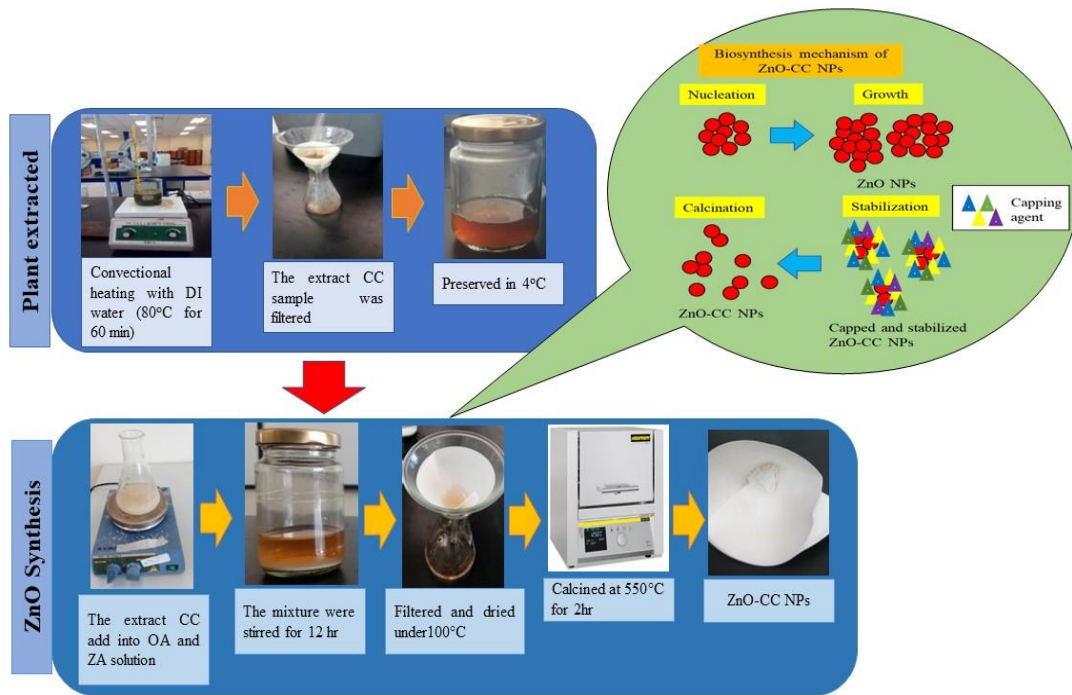 Plant extracted
Convectional
heating with DI
water (80°C for
60 min)
The extract CC
sample was
filtered
Preserved in 4°C
Biosynthesis mechanism of
ZnO-CC NPs
Nucleation
Growth
ZnO NPs
Calcination
Stabilization
Capping
agent
ZnO-CC NPs
Capped and stabilized
ZnO-CC NPs
ZnO Synthesis
The extract CC
add into OA and
ZA solution
The mixture were
stirred for 12 hr
Filtered and dried
under100°C
Calcined at 550°C
for 2hr
ZnO-CC NPs